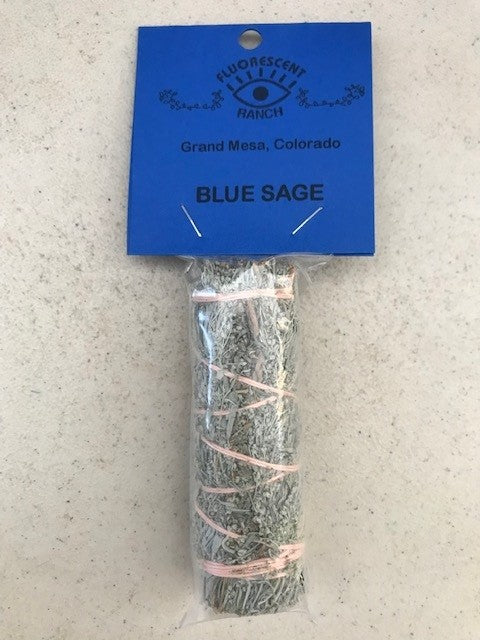 FLUORESCENT
RANCH
Grand Mesa, Colorado
BLUE SAGE